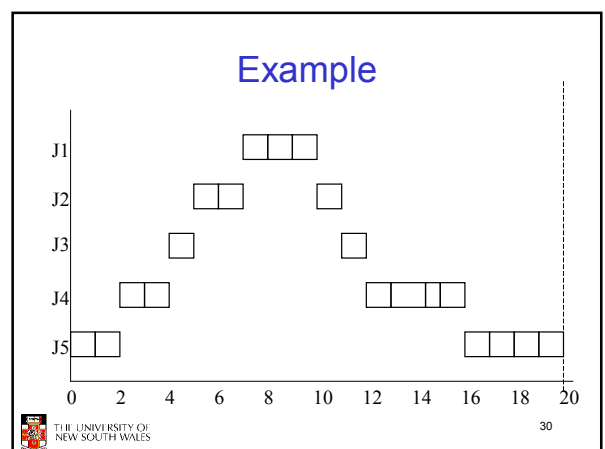 Example
J1
J2
J3
J4
J5
0 2 4 6 8 10 12 14 16 18 20
THE UNIVERSITY OF
NEW SOUTH WALES
30